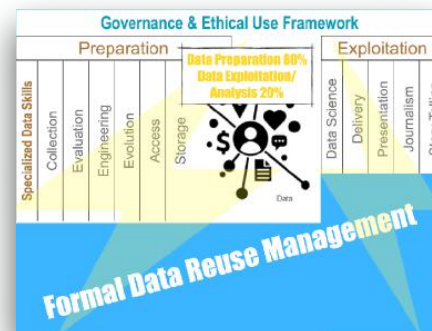 Governance & Ethical Use Framework
Preparation
Exploitation
Data Preparation 80%
Data Exploitation/
Analysis 20%
Specialized Data Skills
Collection
Evaluation
Engineering
Evolution
Access
Storage
Data
Data Science
Delivery
Presentation
Journalism
Formal Data Reuse Management